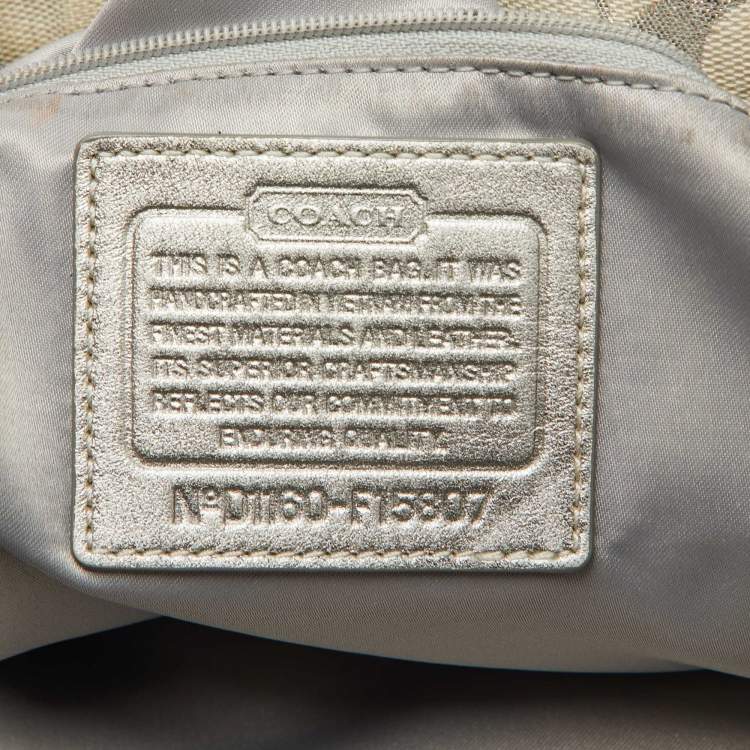 COACH
THIS IS A COACH BAG. IT WAS
HANDCRAFTED IN VIETNAM FROM THE
FINEST MATERIALS AND LEATHER.
ITS SUPERIOR CRAFTSMANSHIP
REFLECTS OUR COMMITMENT TO
ENDURING QUALITY.
Nº D1160-F15807